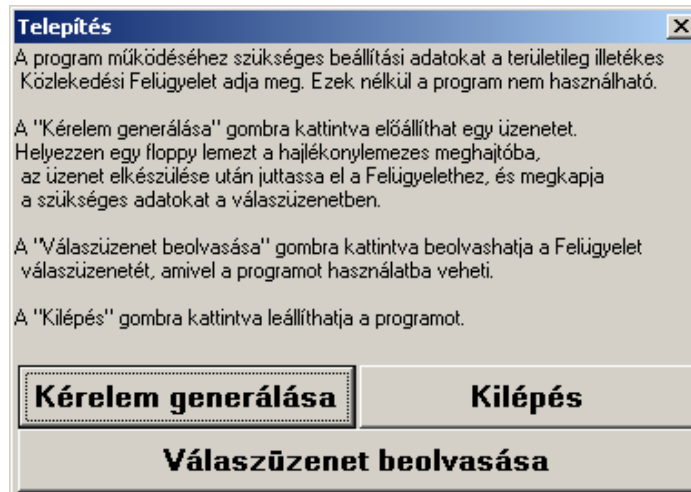 Telepítés
A program működéséhez szükséges beállítási adatokat a területileg illetékes
Közlekedési Felügyelet adja meg. Ezek nélkül a program nem használható.
A "Kérelem generálása" gombra kattintva előállíthat egy üzenetet.
Helyezzen egy floppy lemezt a hajlékonylemezes meghajtóba,
az üzenet elkészülése után juttassa el a Felügyelethez, és megkapja
a szükséges adatokat a válaszüzenetben.
A "Válaszüzenet beolvasása" gombra kattintva beolvashatja a Felügyelet
válaszüzenetét, amivel a programot használatba veheti.
A "Kilépés" gombra kattintva leállíthatja a programot.
Kérelem generálása Kilépés
Válaszüzenet beolvasása